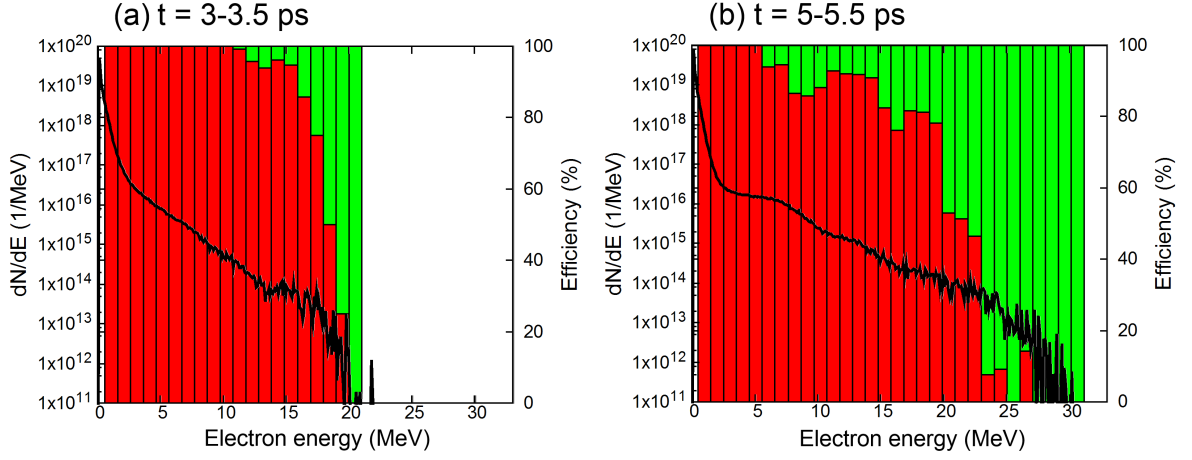 (a) t = 3-3.5 ps
(b) t = 5-5.5 ps
1x10^20
1x10^19
1x10^18
1x10^17
1x10^16
1x10^15
1x10^14
1x10^13
1x10^12
1x10^11
dN/dE (1/MeV)
0
5
10
15
20
25
30
Electron energy (MeV)
100
80
60
40
20
0
Efficiency (%)
1x10^20
1x10^19
1x10^18
1x10^17
1x10^16
1x10^15
1x10^14
1x10^13
1x10^12
1x10^11
dN/dE (1/MeV)
0
5
10
15
20
25
30
Electron energy (MeV)
100
80
60
40
20
0
Efficiency (%)